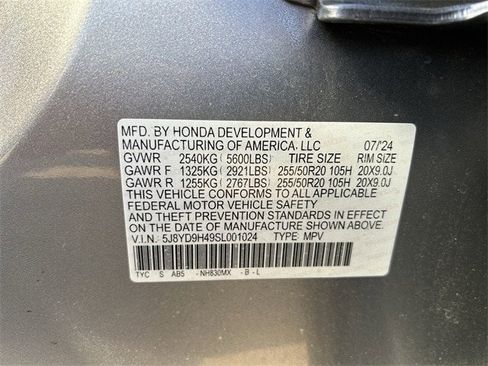 MFD. BY HONDA DEVELOPMENT &
MANUFACTURING OF AMERICA, LLC 07/'24
GVWR 2540KG (5600LBS) TIRE SIZE RIM SIZE
GAWR F 1325KG (2921LBS) 255/50R20 105H 20X9.0J
GAWR R 1255KG (2767LBS) 255/50R20 105H 20X9.0J
THIS VEHICLE CONFORMS TO ALL APPLICABLE
FEDERAL MOTOR VEHICLE SAFETY
AND THEFT PREVENTION STANDARDS IN EFFECT
ON THE DATE OF MANUFACTURE SHOWN ABOVE.
V.I.N.: 5J8YD9H49SL001024 TYPE: MPV
TYC S AB5 -NH830MX -B-L